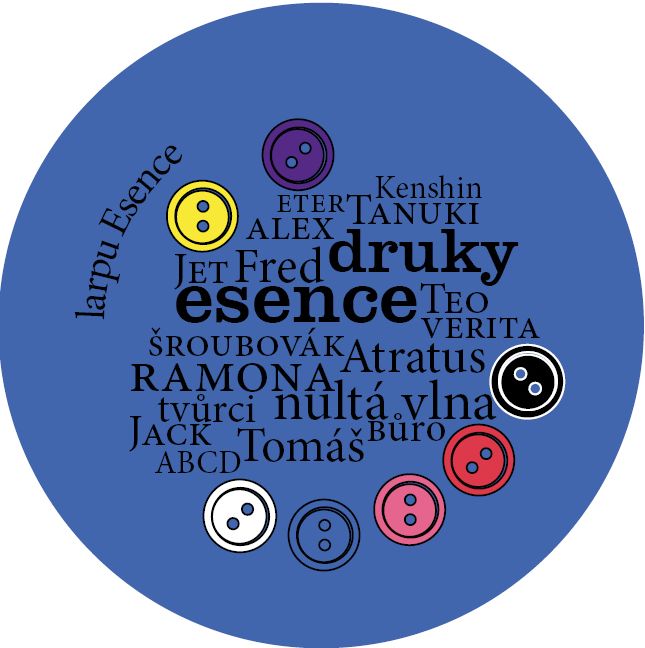 larpu Esence
Kenshin
ETER TANUKI
ALEX
druky
JET Fred
esence TEO
VERITA
ŠROUBOVÁK
Atratus
RAMONA
tvůrci nultá vlna
JACK
BŮRO
ABCD Tomáš